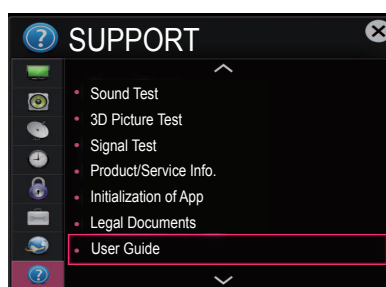 SUPPORT
Sound Test
3D Picture Test
Signal Test
Product/Service Info.
Initialization of App
Legal Documents
User Guide